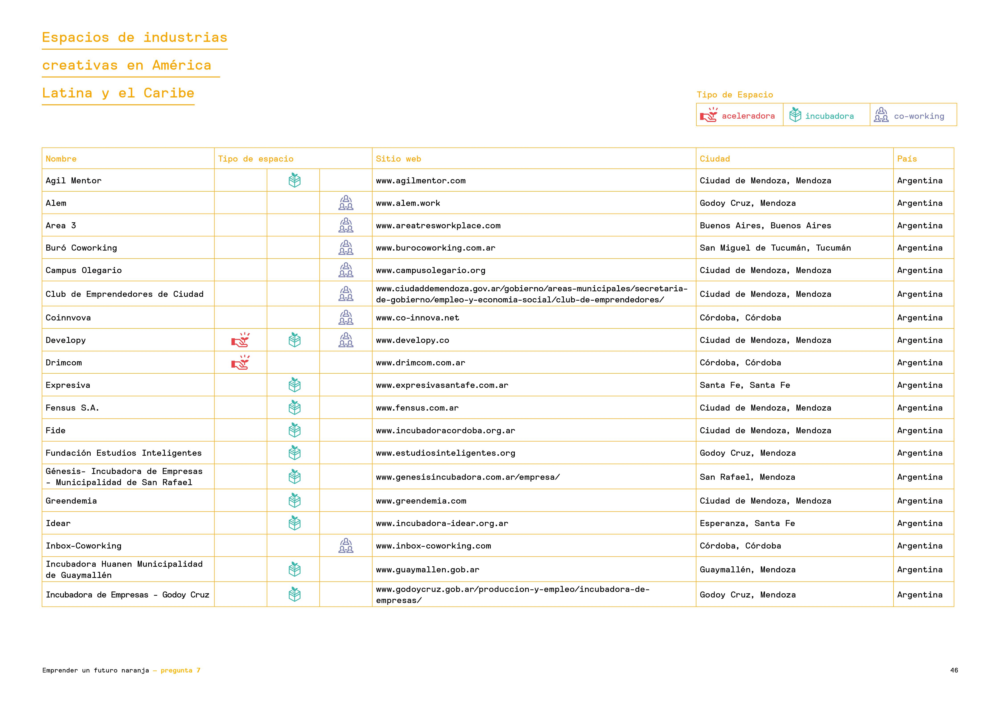 Espacios de industrias
creativas en América
Latina y el Caribe
Tipo de Espacio
aceleradora incubadora co-working
Nombre Tipo de espacio Sitio web Ciudad País
Agil Mentor www.agilmentor.com Ciudad de Mendoza, Mendoza Argentina
Alem www.alem.work Godoy Cruz, Mendoza Argentina
Area 3 www.areatresworkplace.com Buenos Aires, Buenos Aires Argentina
Buró Coworking www.burocoworking.com.ar San Miguel de Tucumán, Tucumán Argentina
Campus Olegario www.campusolegario.org Ciudad de Mendoza, Mendoza Argentina
Club de Emprendedores de Ciudad www.ciudaddemendoza.gov.ar/gobierno/areas-municipales/secretaria-
de-gobierno/empleo-y-economia-social/club-de-emprendedores/ Ciudad de Mendoza, Mendoza Argentina
Coinnvova www.co-innova.net Córdoba, Córdoba Argentina
Developy www.developy.co Ciudad de Mendoza, Mendoza Argentina
Drimcom www.drimcom.com.ar Córdoba, Córdoba Argentina
Expresiva www.expresivasantafe.com.ar Santa Fe, Santa Fe Argentina
Fensus S.A. www.fensus.com.ar Ciudad de Mendoza, Mendoza Argentina
Fide www.incubadoracordoba.org.ar Ciudad de Mendoza, Mendoza Argentina
Fundación Estudios Inteligentes www.estudiosinteligentes.org Godoy Cruz, Mendoza Argentina
Génesis- Incubadora de Empresas
- Municipalidad de San Rafael www.genesisincubadora.com.ar/empresa/ San Rafael, Mendoza Argentina
Greendemia www.greendemia.com Ciudad de Mendoza, Mendoza Argentina
Idear www.incubadora-idear.org.ar Esperanza, Santa Fe Argentina
Inbox-Coworking www.inbox-coworking.com Córdoba, Córdoba Argentina
Incubadora Huanen Municipalidad
de Guaymallén www.guaymallen.gob.ar Guaymallén, Mendoza Argentina
Incubadora de Empresas - Godoy Cruz www.godoycruz.gob.ar/produccion-y-empleo/incubadora-de-
empresas/ Godoy Cruz, Mendoza Argentina
Emprender un futuro naranja — pregunta 7 46